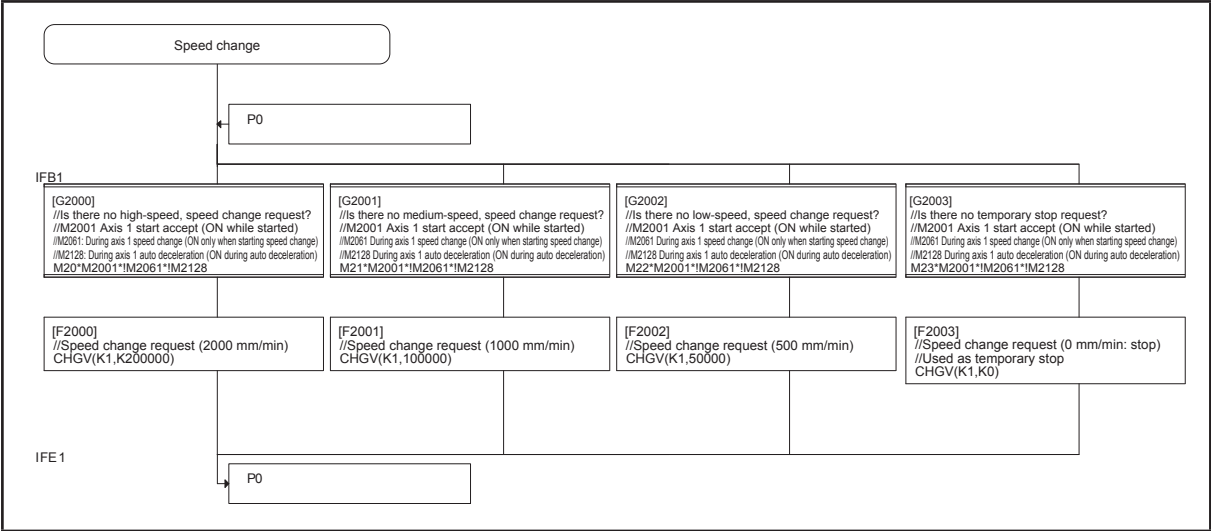 Speed change
P0
IFB1
[G2000]
//Is there no high-speed, speed change request?
//M2001 Axis 1 start accept (ON while started)
//M2061: During axis 1 speed change (ON only when starting speed change)
//M2128: During axis 1 auto deceleration (ON during auto deceleration)
M20*M2001*!M2061*!M2128
[G2001]
//Is there no medium-speed, speed change request?
//M2001 Axis 1 start accept (ON while started)
//M2061 During axis 1 speed change (ON only when starting speed change)
//M2128 During axis 1 auto deceleration (ON during auto deceleration)
M21*M2001*!M2061*!M2128
[G2002]
//Is there no low-speed, speed change request?
//M2001 Axis 1 start accept (ON while started)
//M2061 During axis 1 speed change (ON only when starting speed change)
//M2128 During axis 1 auto deceleration (ON during auto deceleration)
M22*M2001*!M2061*!M2128
[G2003]
//Is there no temporary stop request?
//M2001 Axis 1 start accept (ON while started)
//M2061 During axis 1 speed change (ON only when starting speed change)
//M2128 During axis 1 auto deceleration (ON during auto deceleration)
M23*M2001*!M2061*!M2128
[F2000]
//Speed change request (2000 mm/min)
CHGV(K1,K200000)
[F2001]
//Speed change request (1000 mm/min)
CHGV(K1,100000)
[F2002]
//Speed change request (500 mm/min)
CHGV(K1,50000)
[F2003]
//Speed change request (0 mm/min: stop)
//Used as temporary stop
CHGV(K1,K0)
IFE1
P0